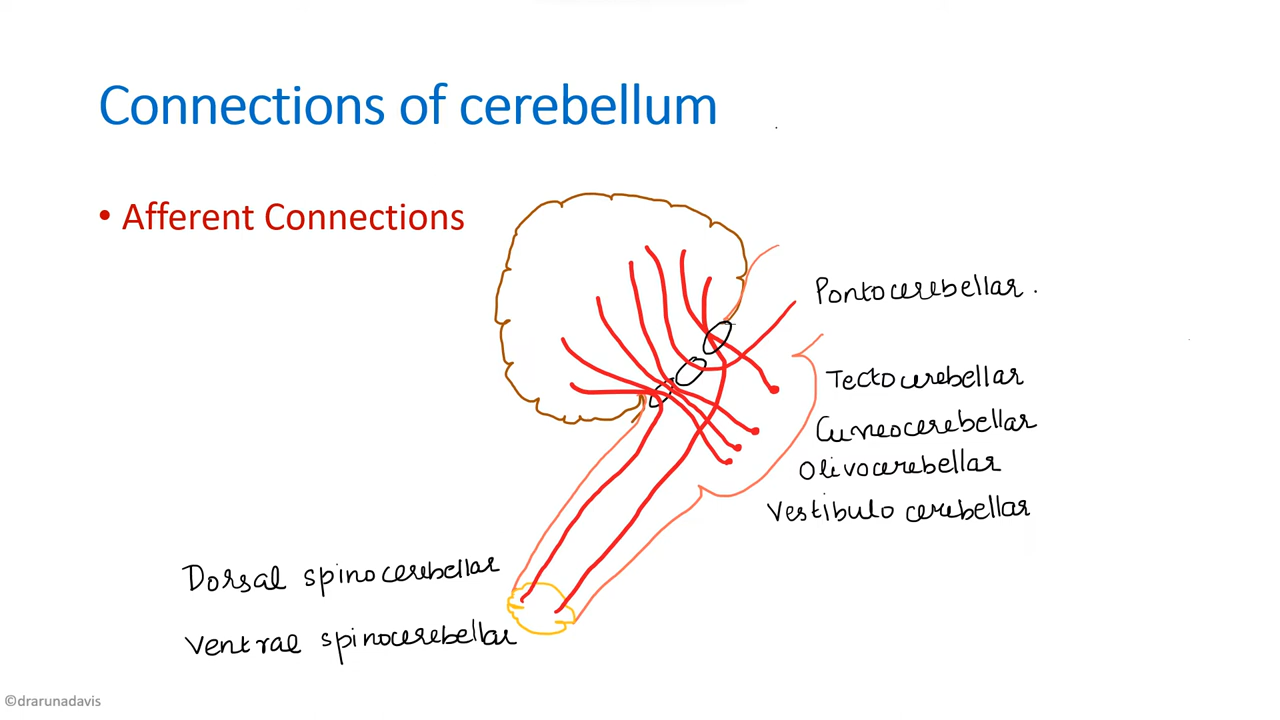 Connections of cerebellum
• Afferent Connections
Pontocerebellar.
Tectocerebellar
Cuneocerebellar
Olivocerebellar
Vestibulo cerebellar
Dorsal spinocerebellar
Ventral spinocerebellar
©drarunadavis